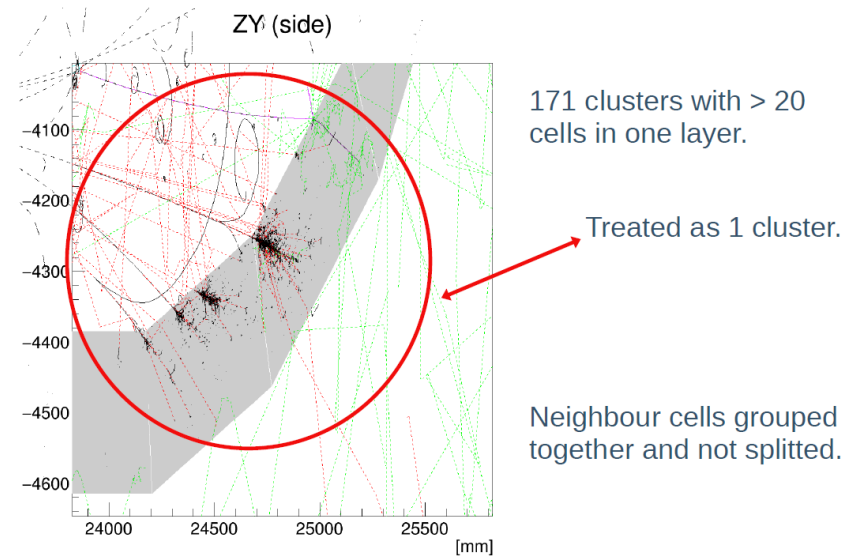 ZY (side)
−4100
−4200
−4300
−4400
−4500
−4600
24000 24500 25000 25500
[mm]
171 clusters with > 20
cells in one layer.
Treated as 1 cluster.
Neighbour cells grouped
together and not splitted.